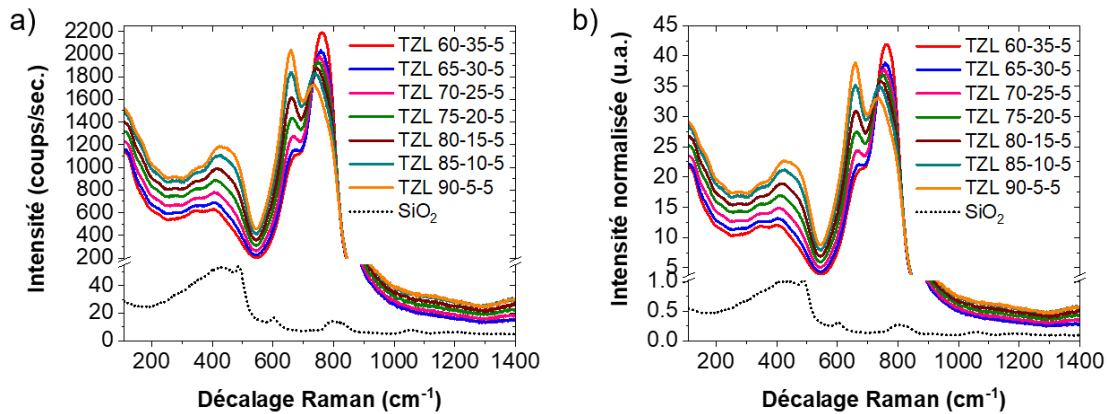 a)
Intensité (coups/sec.)
2200
2000
1800
1600
1400
1200
1000
800
600
400
200
40
20
0
TZL 60-35-5
TZL 65-30-5
TZL 70-25-5
TZL 75-20-5
TZL 80-15-5
TZL 85-10-5
TZL 90-5-5
SiO₂
200 400 600 800 1000 1200 1400
Décalage Raman (cm⁻¹)
b)
Intensité normalisée (u.a.)
45
40
35
30
25
20
15
10
5
1.0
0.5
0.0
TZL 60-35-5
TZL 65-30-5
TZL 70-25-5
TZL 75-20-5
TZL 80-15-5
TZL 85-10-5
TZL 90-5-5
SiO₂
200 400 600 800 1000 1200 1400
Décalage Raman (cm⁻¹)